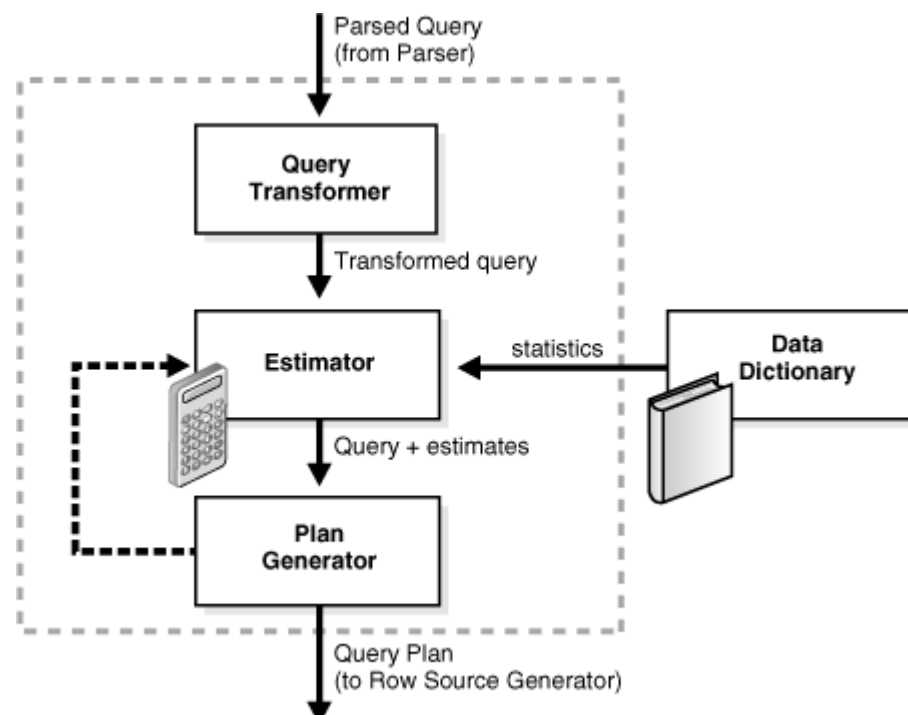 Parsed Query
(from Parser)
Query
Transformer
Transformed query
Estimator
statistics
Data
Dictionary
Query + estimates
Plan
Generator
Query Plan
(to Row Source Generator)